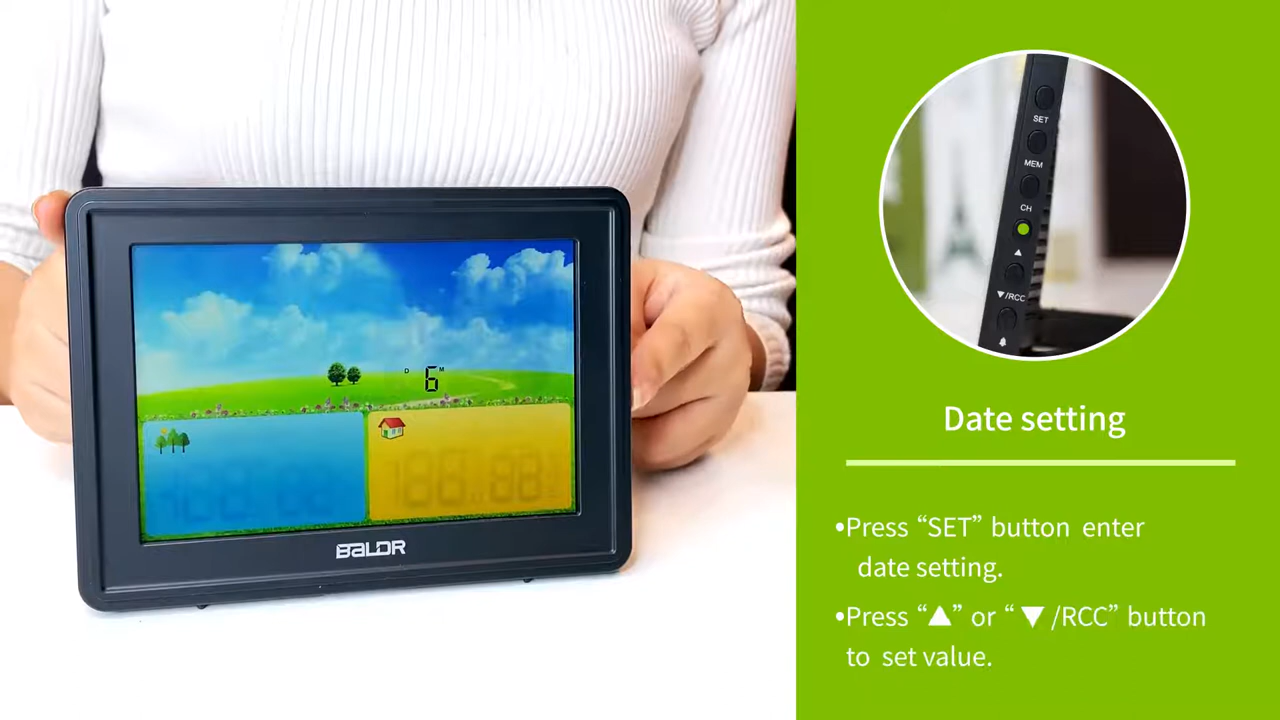 SET
MEM
CH
▲
▼/RCC
D 6 M
BALDR
Date setting
•Press “SET” button enter
date setting.
•Press “▲” or “▼/RCC” button
to set value.